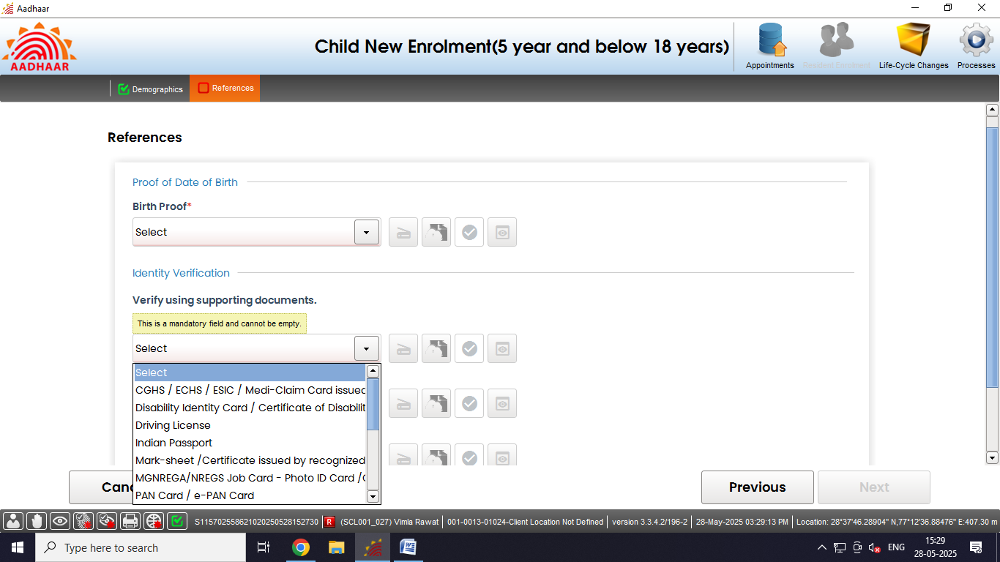 Aadhaar
AADHAAR
Child New Enrolment(5 year and below 18 years)
Appointments
Resident Enrolment
Life-Cycle Changes
Processes
Demographics
References
References
Proof of Date of Birth
Birth Proof*
Select
Identity Verification
Verify using supporting documents.
This is a mandatory field and cannot be empty.
Select
Select
CGHS / ECHS / ESIC / Medi-Claim Card issued
Disability Identity Card / Certificate of Disabilit
Driving License
Indian Passport
Mark-sheet /Certificate issued by recognized
MGNREGA/NREGS Job Card - Photo ID Card /
PAN Card / e-PAN Card
Canc
Previous
Next
S115702558621020250528152730 R (SCL001_027) Vimla Rawat 001-0013-01024-Client Location Not Defined version 3.3.4.2/196-2 28-May-2025 03:29:13 PM Location: 28°37'46.28904" N,77°12'36.88476" E:407.30 m
Type here to search
ENG
15:29
28-05-2025